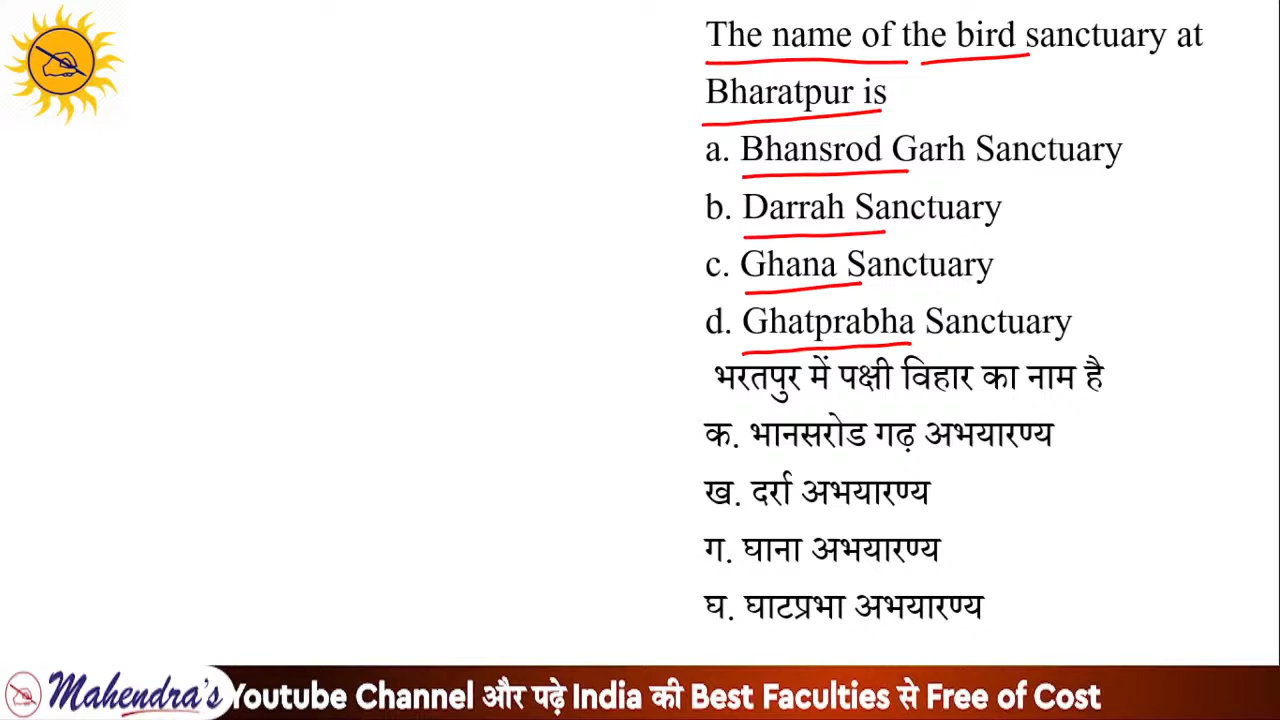 The name of the bird sanctuary at
Bharatpur is
a. Bhansrod Garh Sanctuary
b. Darrah Sanctuary
c. Ghana Sanctuary
d. Ghatprabha Sanctuary
भरतपुर में पक्षी विहार का नाम है
क. भानसरोड गढ़ अभयारण्य
ख. दर्रा अभयारण्य
ग. घाना अभयारण्य
घ. घाटप्रभा अभयारण्य
Mahendra's Youtube Channel और पढ़े India की Best Faculties से Free of Cost